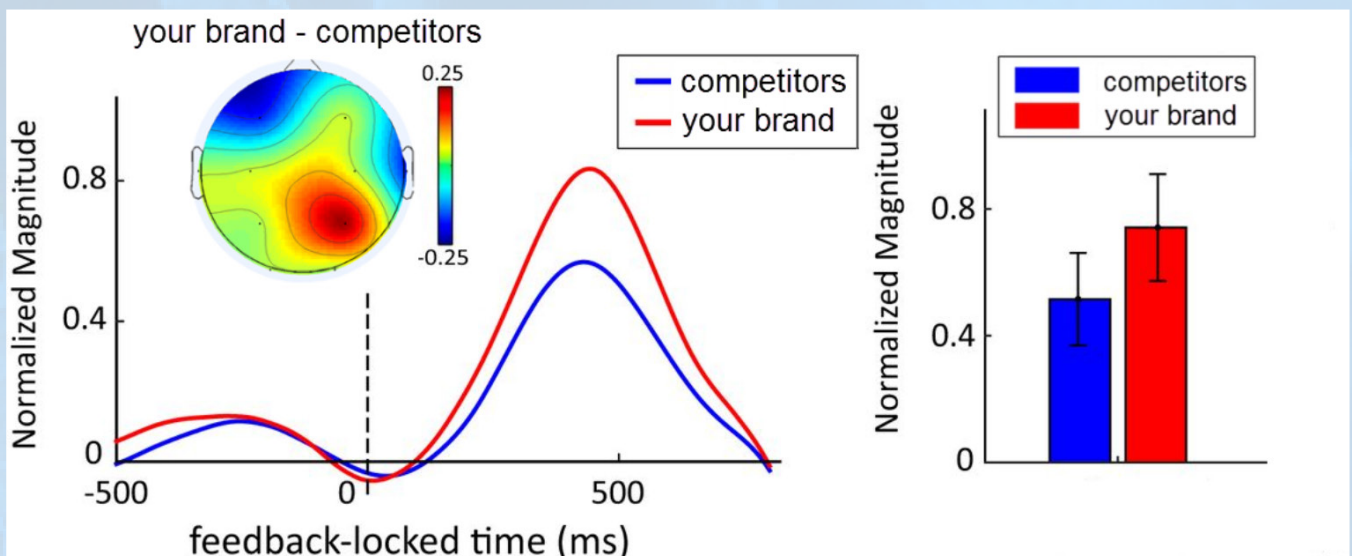 your brand - competitors
0.25
-0.25
competitors
your brand
Normalized Magnitude
0.8
0.4
0
-500
0
500
feedback-locked time (ms)
competitors
your brand
Normalized Magnitude
0.8
0.4
0